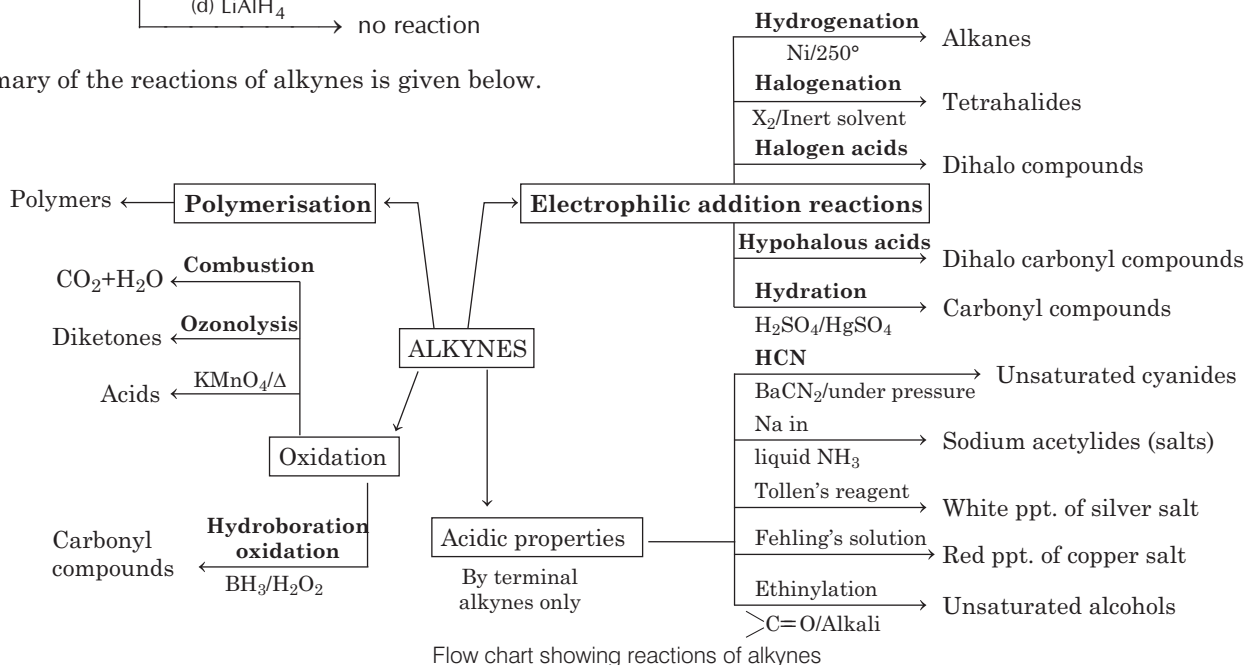 (d) LiAlH4
no reaction
mary of the reactions of alkynes is given below.
Hydrogenation
Ni/250°
Alkanes
Halogenation
X2/Inert solvent
Tetrahalides
Halogen acids
Dihalo compounds
Polymers
Polymerisation
Electrophilic addition reactions
Hypohalous acids
Dihalo carbonyl compounds
Hydration
H2SO4/HgSO4
Carbonyl compounds
Combustion
CO2+H2O
Ozonolysis
Diketones
KMnO4/Δ
Acids
ALKYNES
Oxidation
Hydroboration
oxidation
BH3/H2O2
Carbonyl
compounds
Acidic properties
By terminal
alkynes only
HCN
BaCN2/under pressure
Unsaturated cyanides
Na in
liquid NH3
Sodium acetylides (salts)
Tollen's reagent
White ppt. of silver salt
Fehling's solution
Red ppt. of copper salt
Ethinylation
>C=O/Alkali
Unsaturated alcohols
Flow chart showing reactions of alkynes